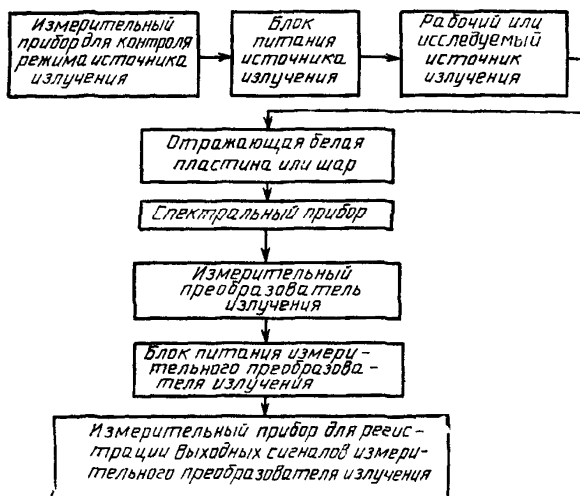 Измерительный
прибор для контроля
режима источника
излучения
Блок
питания
источника
излучения
Рабочий или
исследуемый
источник
излучения
Отражающая белая
пластина или шар
Спектральный прибор
Измерительный
преобразователь
излучения
Блок питания измери-
тельного преобразова-
теля излучения
Измерительный прибор для регис-
трации выходных сигналов измери-
тельного преобразователя излучения